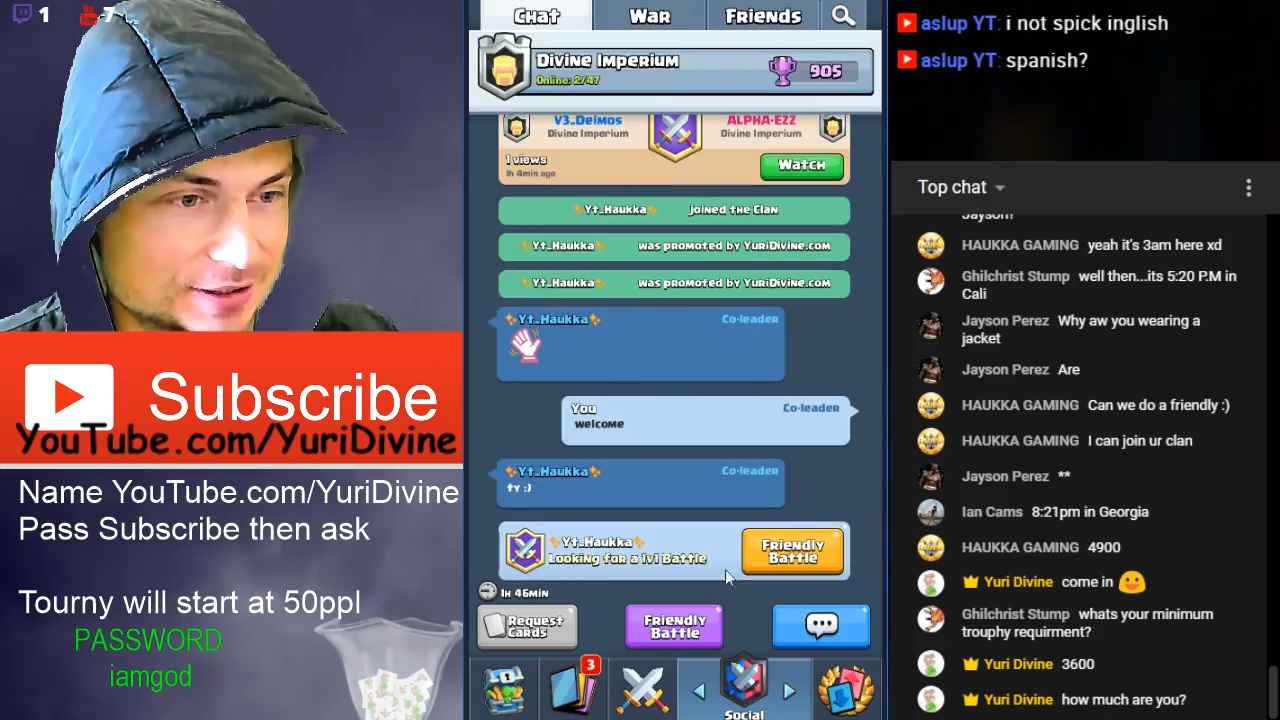 1
7
Subscribe
YouTube.com/YuriDivine
Name YouTube.com/YuriDivine
Pass Subscribe then ask
Tourny will start at 50ppl
PASSWORD
iamgod
Chat War Friends
Divine Imperium
Online: 2/47
905
V3_Deimos
Divine Imperium
ALPHA-EZZ
Divine Imperium
1 views
1h 4min ago
Watch
Yt_Haukka joined the Clan
Yt_Haukka was promoted by YuriDivine.com
Yt_Haukka was promoted by YuriDivine.com
Yt_Haukka Co-leader
You Co-leader
welcome
Yt_Haukka Co-leader
ty :)
Yt_Haukka
Looking for a 1v1 Battle
Friendly
Battle
1h 46min
Request
Cards
Friendly
Battle
1
3
Social
aslup YT: i not spick inglish
aslup YT: spanish?
Top chat
Jayson?
HAUKKA GAMING yeah it's 3am here xd
Ghilchrist Stump well then...its 5:20 P.M in
Cali
Jayson Perez Why aw you wearing a
jacket
Jayson Perez Are
HAUKKA GAMING Can we do a friendly :)
HAUKKA GAMING I can join ur clan
Jayson Perez **
Ian Cams 8:21pm in Georgia
HAUKKA GAMING 4900
Yuri Divine come in
Ghilchrist Stump whats your minimum
trouphy requirment?
Yuri Divine 3600
Yuri Divine how much are you?